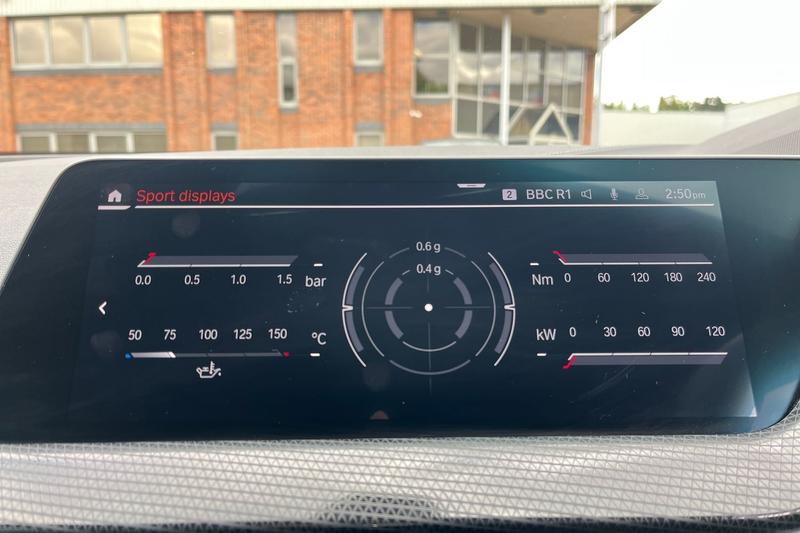 Sport displays
2 BBC R1 2:50pm
0.0 0.5 1.0 1.5 bar
50 75 100 125 150 °C
0.6 g
0.4 g
Nm 0 60 120 180 240
kW 0 30 60 90 120